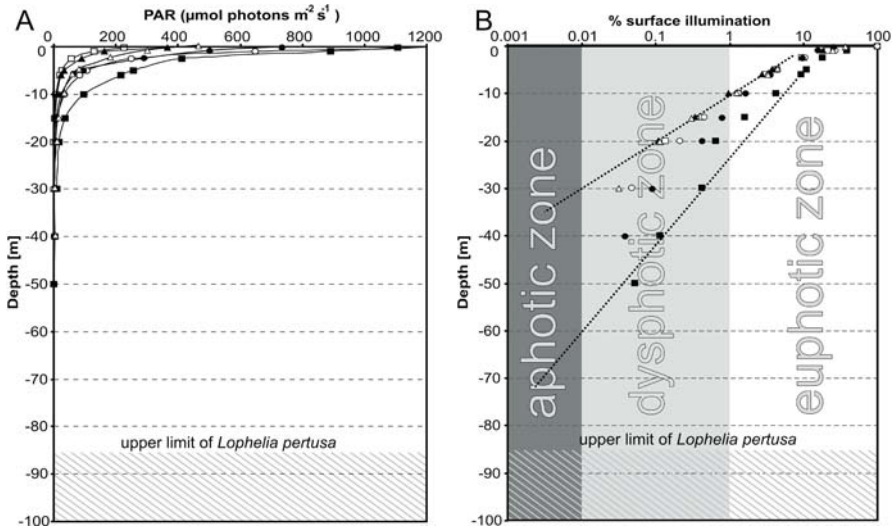 A
PAR (µmol photons m⁻² s⁻¹)
0 200 400 600 800 1000 1200
0
-10
-20
-30
-40
-50
-60
-70
-80
-90
-100
Depth [m]
upper limit of Lophelia pertusa
B
% surface illumination
0.001 0.01 0.1 1 10 100
0
-10
-20
-30
-40
-50
-60
-70
-80
-90
-100
Depth [m]
aphotic zone
dysphotic zone
euphotic zone
upper limit of Lophelia pertusa